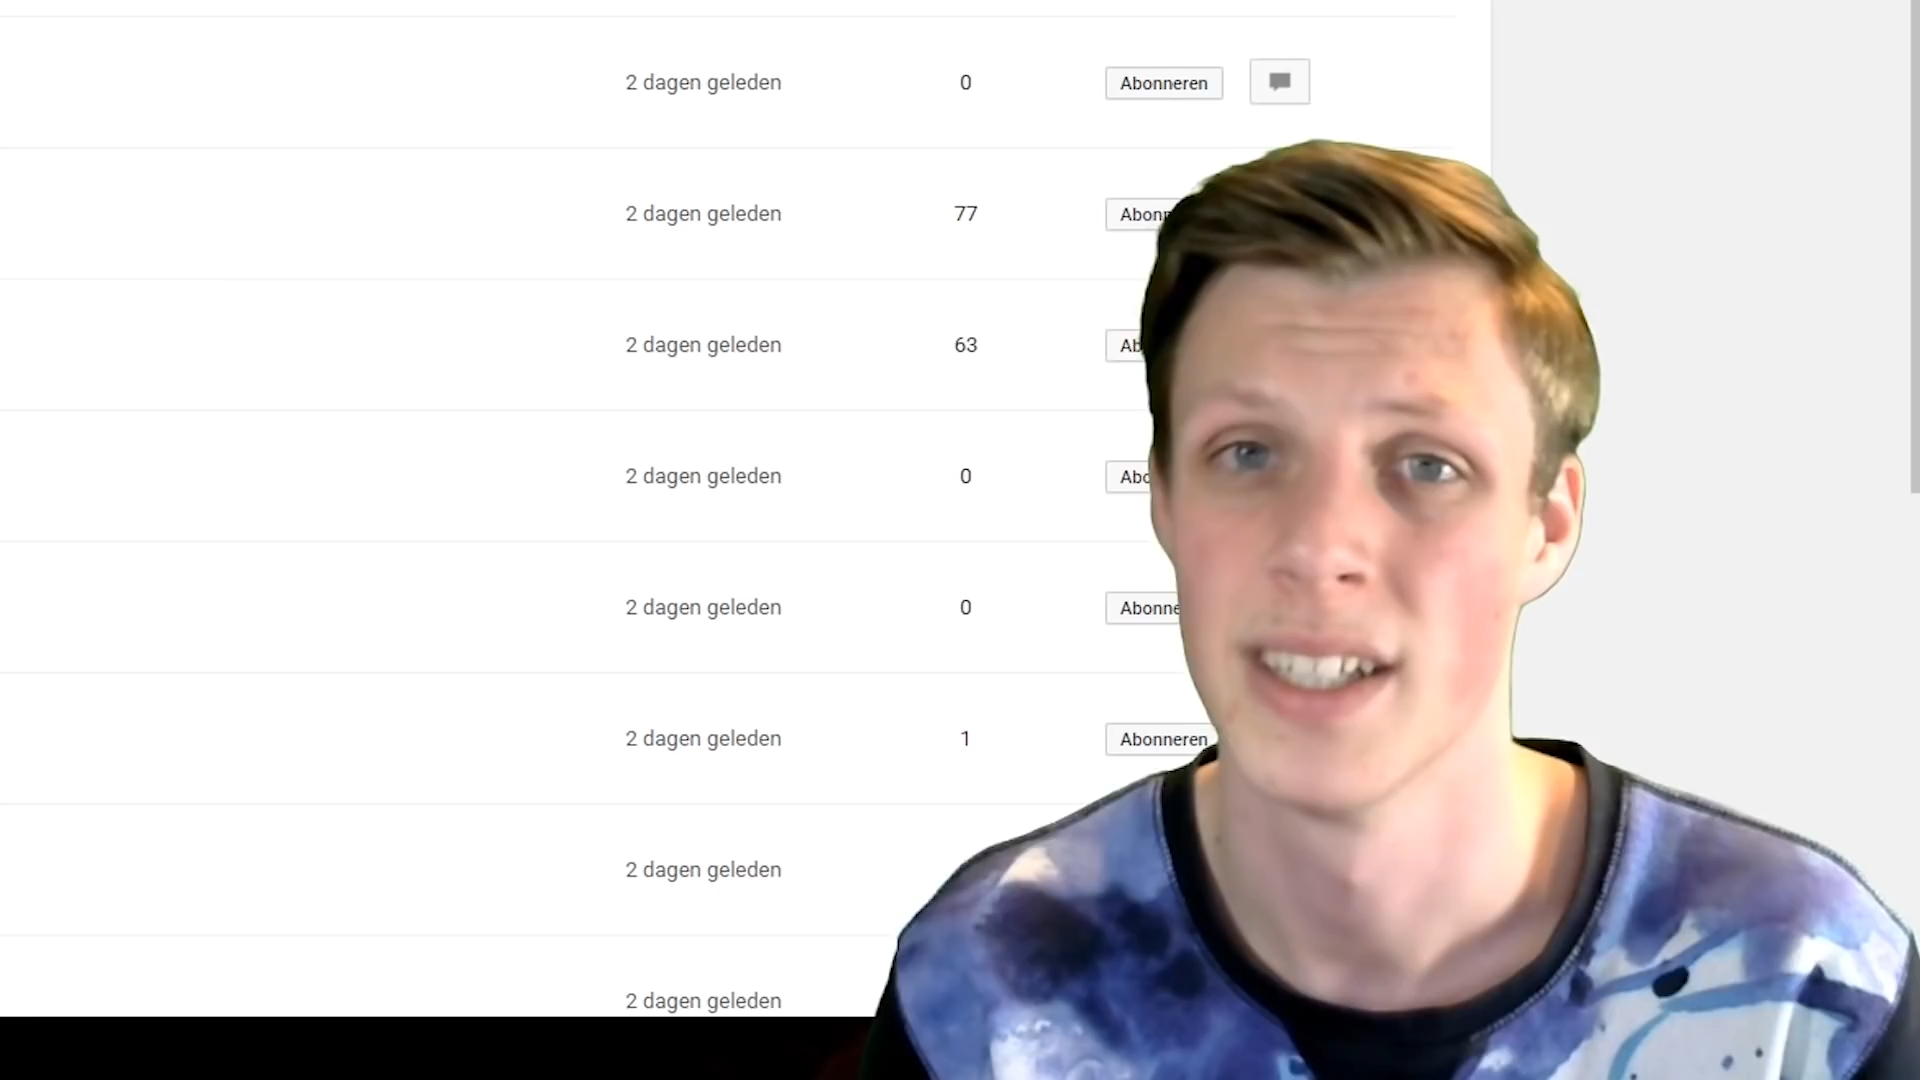 2 dagen geleden 0 Abonneren
2 dagen geleden 77
2 dagen geleden 63
2 dagen geleden 0
2 dagen geleden 0
2 dagen geleden 1 Abonneren
2 dagen geleden
2 dagen geleden